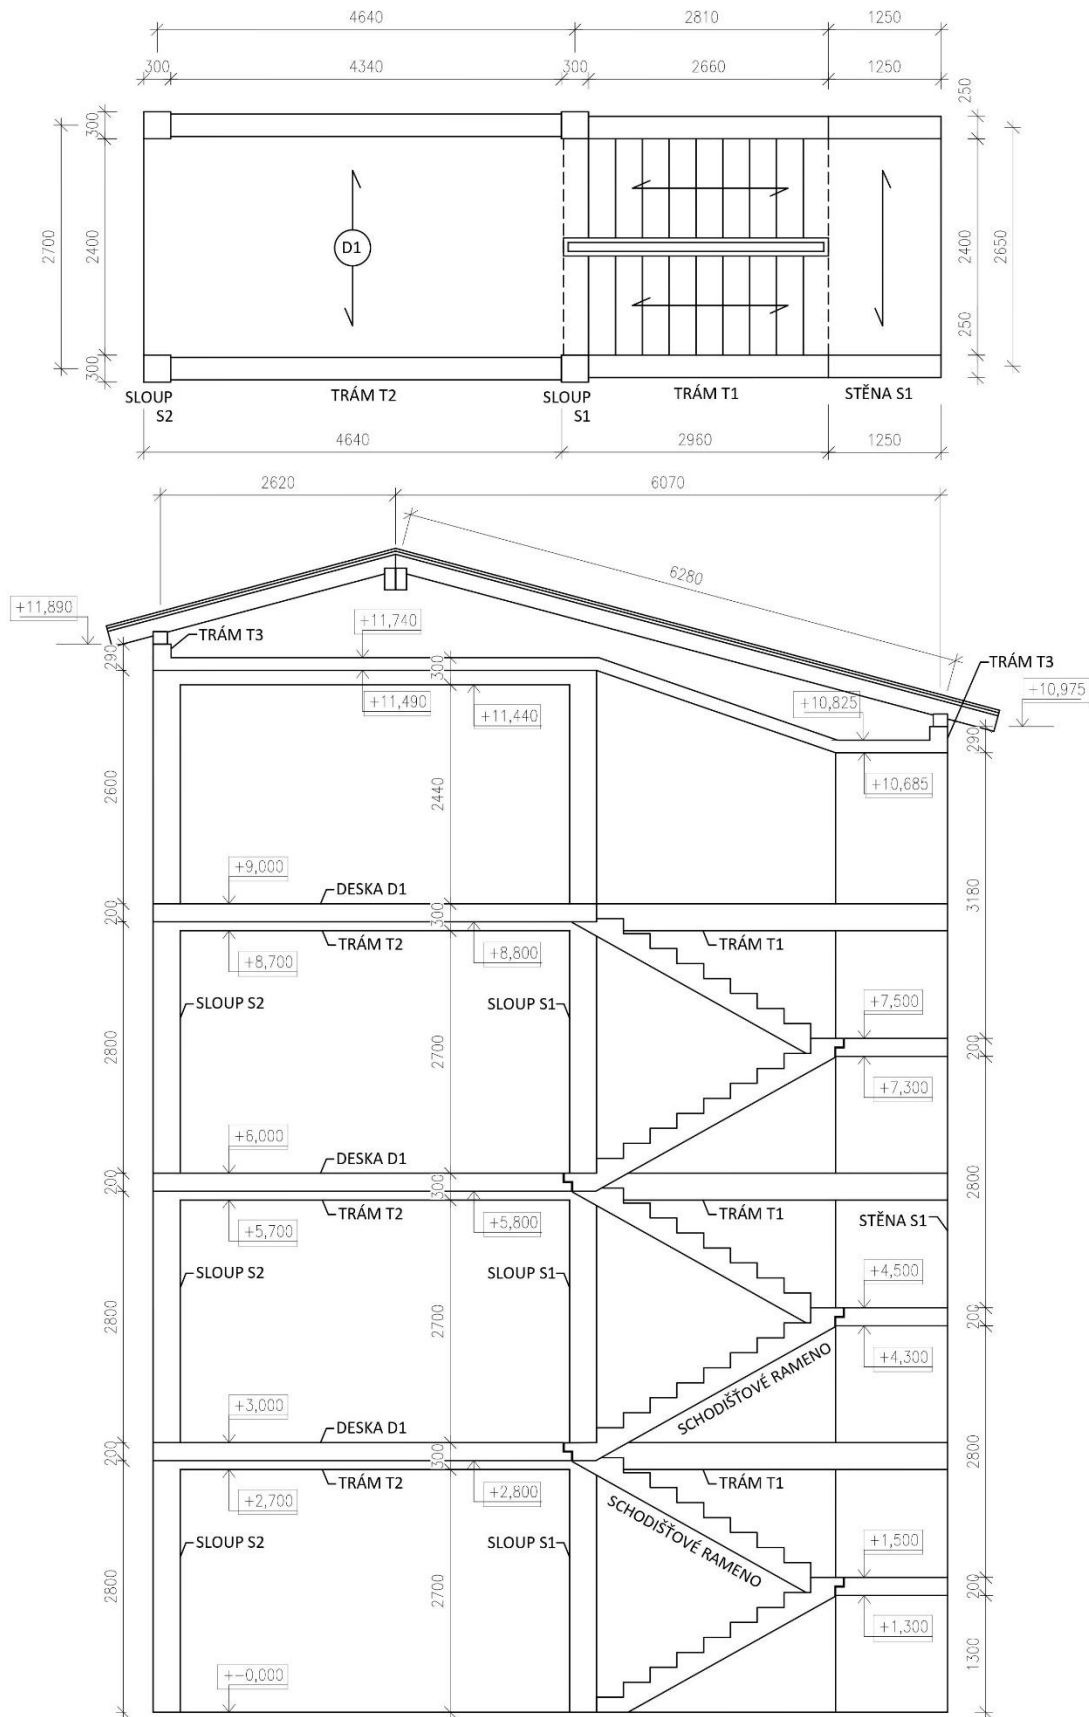 4640
2810
1250
300
4340
300
2660
1250
250
300
2400
2700
300
D1
2400
2650
250
SLOUP
S2
TRÁM T2
SLOUP
S1
TRÁM T1
STĚNA S1
4640
2960
1250
2620
6070
6280
+11,890
TRÁM T3
+11,740
290
300
+11,490
+11,440
TRÁM T3
+10,825
+10,975
290
+10,685
2600
2440
3180
+9,000
DESKA D1
200
300
TRÁM T2
+8,700
+8,800
TRÁM T1
SLOUP S2
SLOUP S1
+7,500
2800
2700
200
+7,300
+6,000
DESKA D1
200
300
2800
TRÁM T2
+5,700
+5,800
TRÁM T1
STĚNA S1
SLOUP S2
SLOUP S1
+4,500
2800
2700
200
+4,300
SCHODIŠŤOVÉ RAMENO
+3,000
DESKA D1
200
300
2800
TRÁM T2
+2,700
+2,800
TRÁM T1
SCHODIŠŤOVÉ RAMENO
SLOUP S2
SLOUP S1
+1,500
2800
2700
200
+1,300
1300
+-0,000